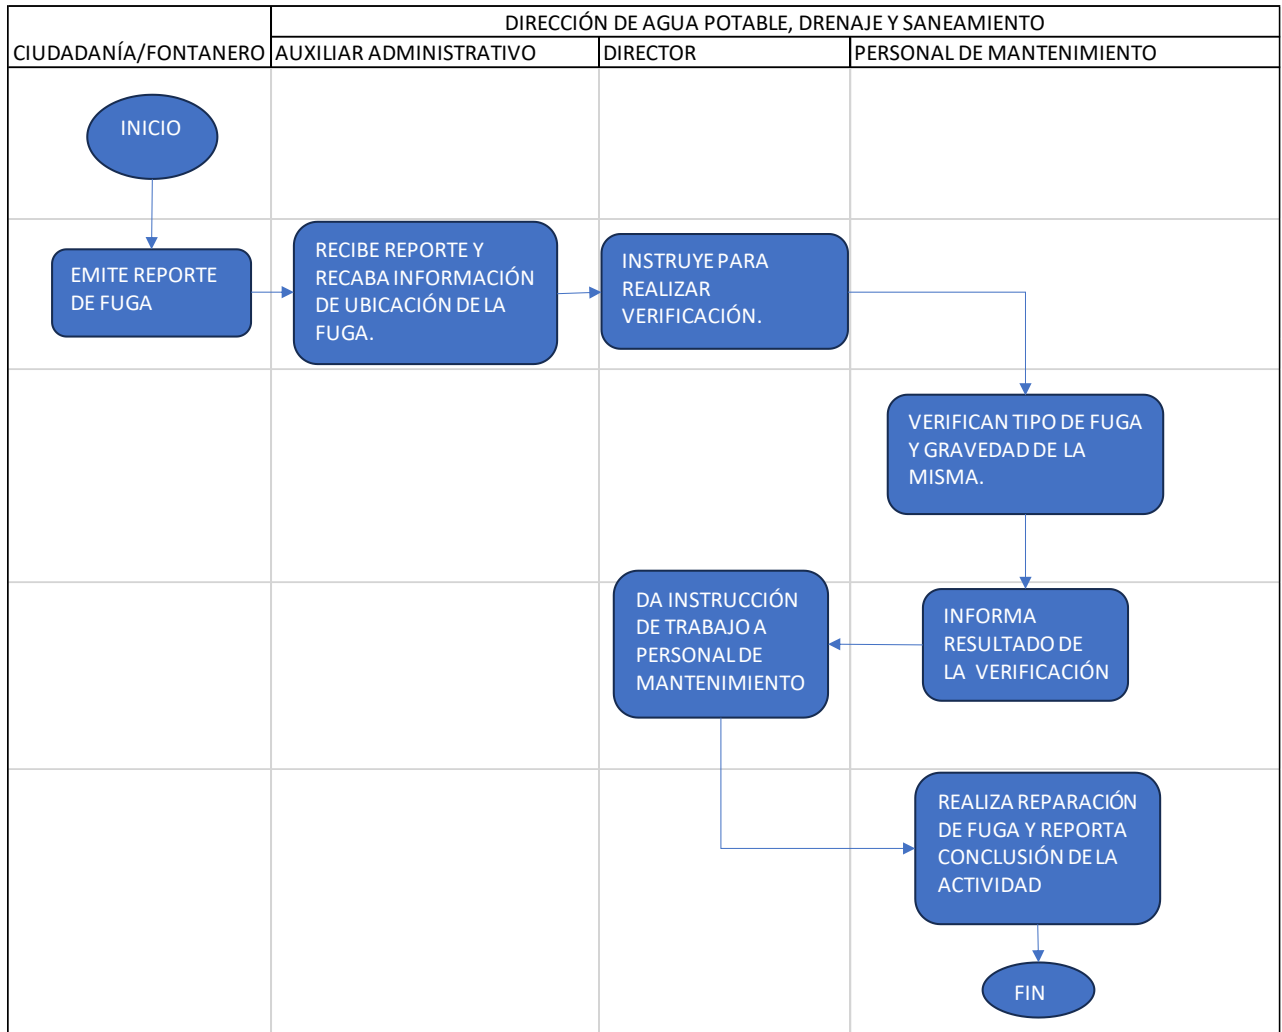 DIRECCIÓN DE AGUA POTABLE, DRENAJE Y SANEAMIENTO
CIUDADANÍA/FONTANERO
AUXILIAR ADMINISTRATIVO
DIRECTOR
PERSONAL DE MANTENIMIENTO
INICIO
EMITE REPORTE
DE FUGA
RECIBE REPORTE Y
RECABA INFORMACIÓN
DE UBICACIÓN DE LA
FUGA.
INSTRUYE PARA
REALIZAR
VERIFICACIÓN.
VERIFICAN TIPO DE FUGA
Y GRAVEDAD DE LA
MISMA.
INFORMA
RESULTADO DE
LA VERIFICACIÓN
DA INSTRUCCIÓN
DE TRABAJO A
PERSONAL DE
MANTENIMIENTO
REALIZA REPARACIÓN
DE FUGA Y REPORTA
CONCLUSIÓN DE LA
ACTIVIDAD
FIN